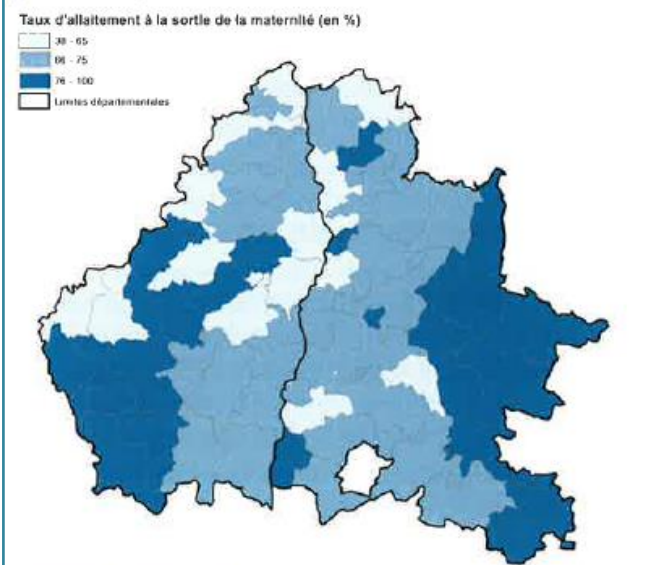 Taux d'allaitement à la sortie de la maternité (en %)
38 - 65
66 - 75
76 - 100
Limites départementales